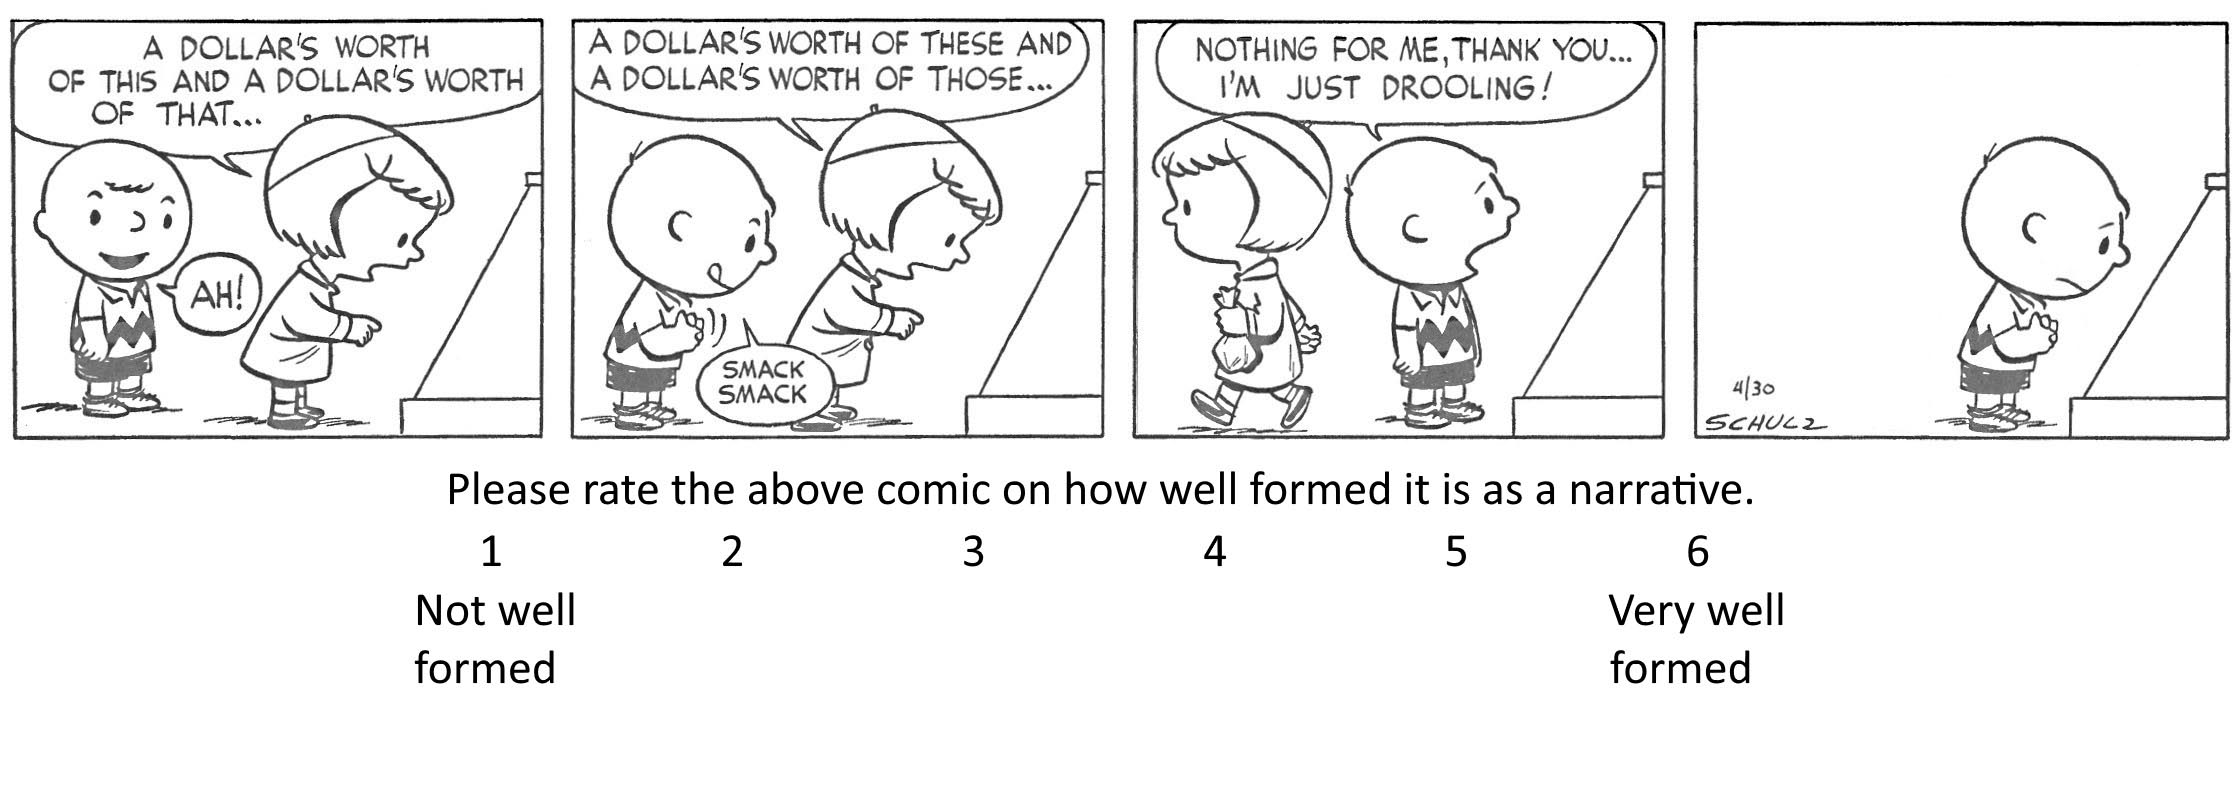 A DOLLAR'S WORTH
OF THIS AND A DOLLAR'S WORTH
OF THAT...
AH!
A DOLLAR'S WORTH OF THESE AND
A DOLLAR'S WORTH OF THOSE...
SMACK
SMACK
NOTHING FOR ME, THANK YOU...
I'M JUST DROOLING!
4/30
SCHULZ
Please rate the above comic on how well formed it is as a narrative.
1 2 3 4 5 6
Not well
formed
Very well
formed